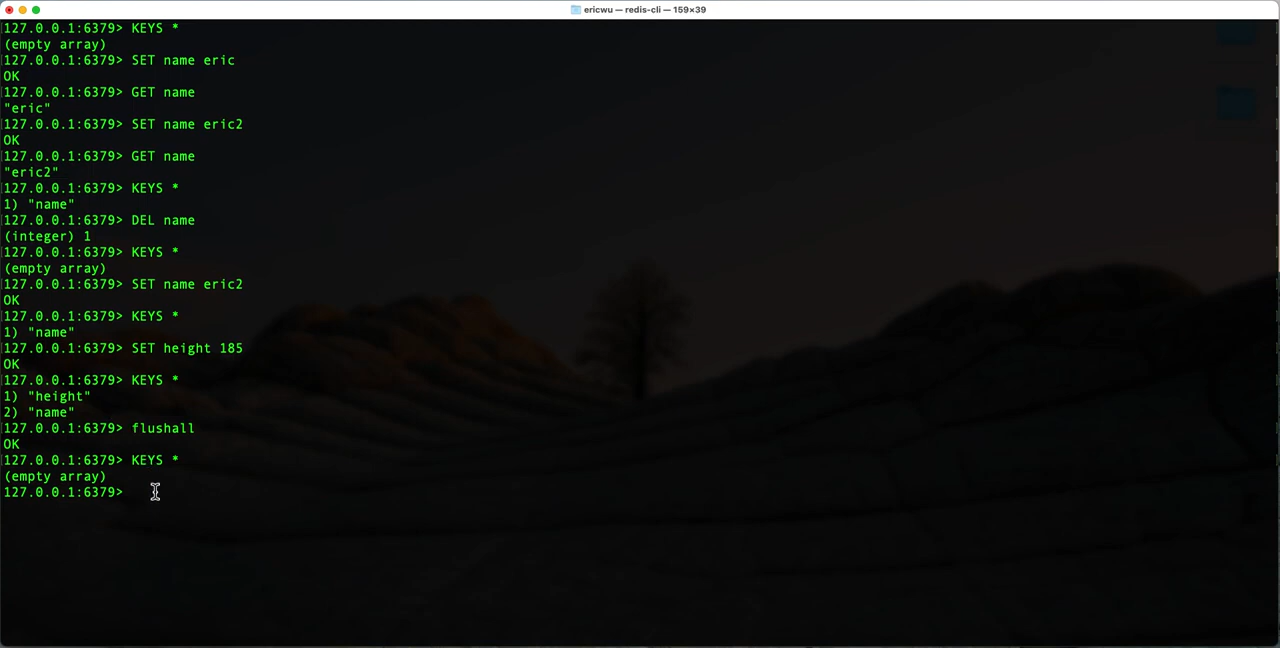 ericwu — redis-cli — 159×39
127.0.0.1:6379> KEYS *
(empty array)
127.0.0.1:6379> SET name eric
OK
127.0.0.1:6379> GET name
"eric"
127.0.0.1:6379> SET name eric2
OK
127.0.0.1:6379> GET name
"eric2"
127.0.0.1:6379> KEYS *
1) "name"
127.0.0.1:6379> DEL name
(integer) 1
127.0.0.1:6379> KEYS *
(empty array)
127.0.0.1:6379> SET name eric2
OK
127.0.0.1:6379> KEYS *
1) "name"
127.0.0.1:6379> SET height 185
OK
127.0.0.1:6379> KEYS *
1) "height"
2) "name"
127.0.0.1:6379> flushall
OK
127.0.0.1:6379> KEYS *
(empty array)
127.0.0.1:6379>